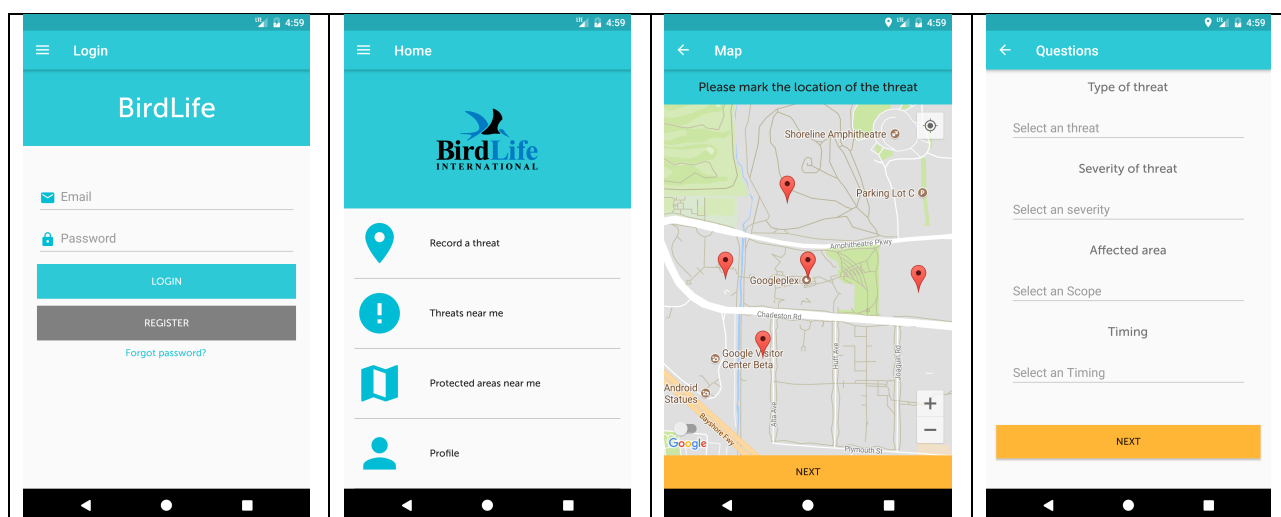 LTE 4:59
Login
BirdLife
Email
Password
LOGIN
REGISTER
Forgot password?
LTE 4:59
Home
BirdLife
INTERNATIONAL
Record a threat
Threats near me
Protected areas near me
Profile
LTE 4:59
Map
Please mark the location of the threat
Shoreline Amphitheatre
Parking Lot C P
Amphitheatre Pkwy
Googleplex
Charleston Rd
Google Visitor
Center Beta
Huff Ave
Joaquin Rd
Android
Statues
Alta Ave
Bayshore Fwy
+
−
Google
Plymouth St
NEXT
LTE 4:59
Questions
Type of threat
Select an threat
Severity of threat
Select an severity
Affected area
Select an Scope
Timing
Select an Timing
NEXT